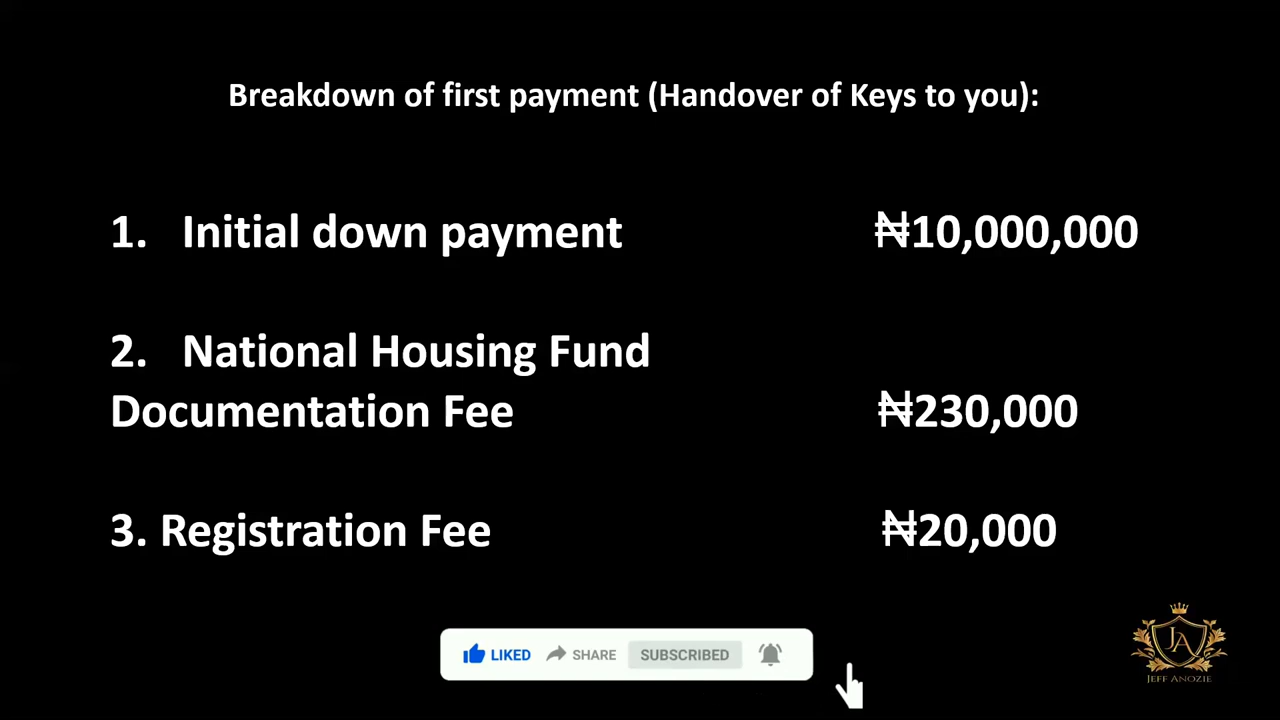 Breakdown of first payment (Handover of Keys to you):
1. Initial down payment ₦10,000,000
2. National Housing Fund
Documentation Fee ₦230,000
3. Registration Fee ₦20,000
LIKED SHARE SUBSCRIBED
JA
JEFF ANOZIE